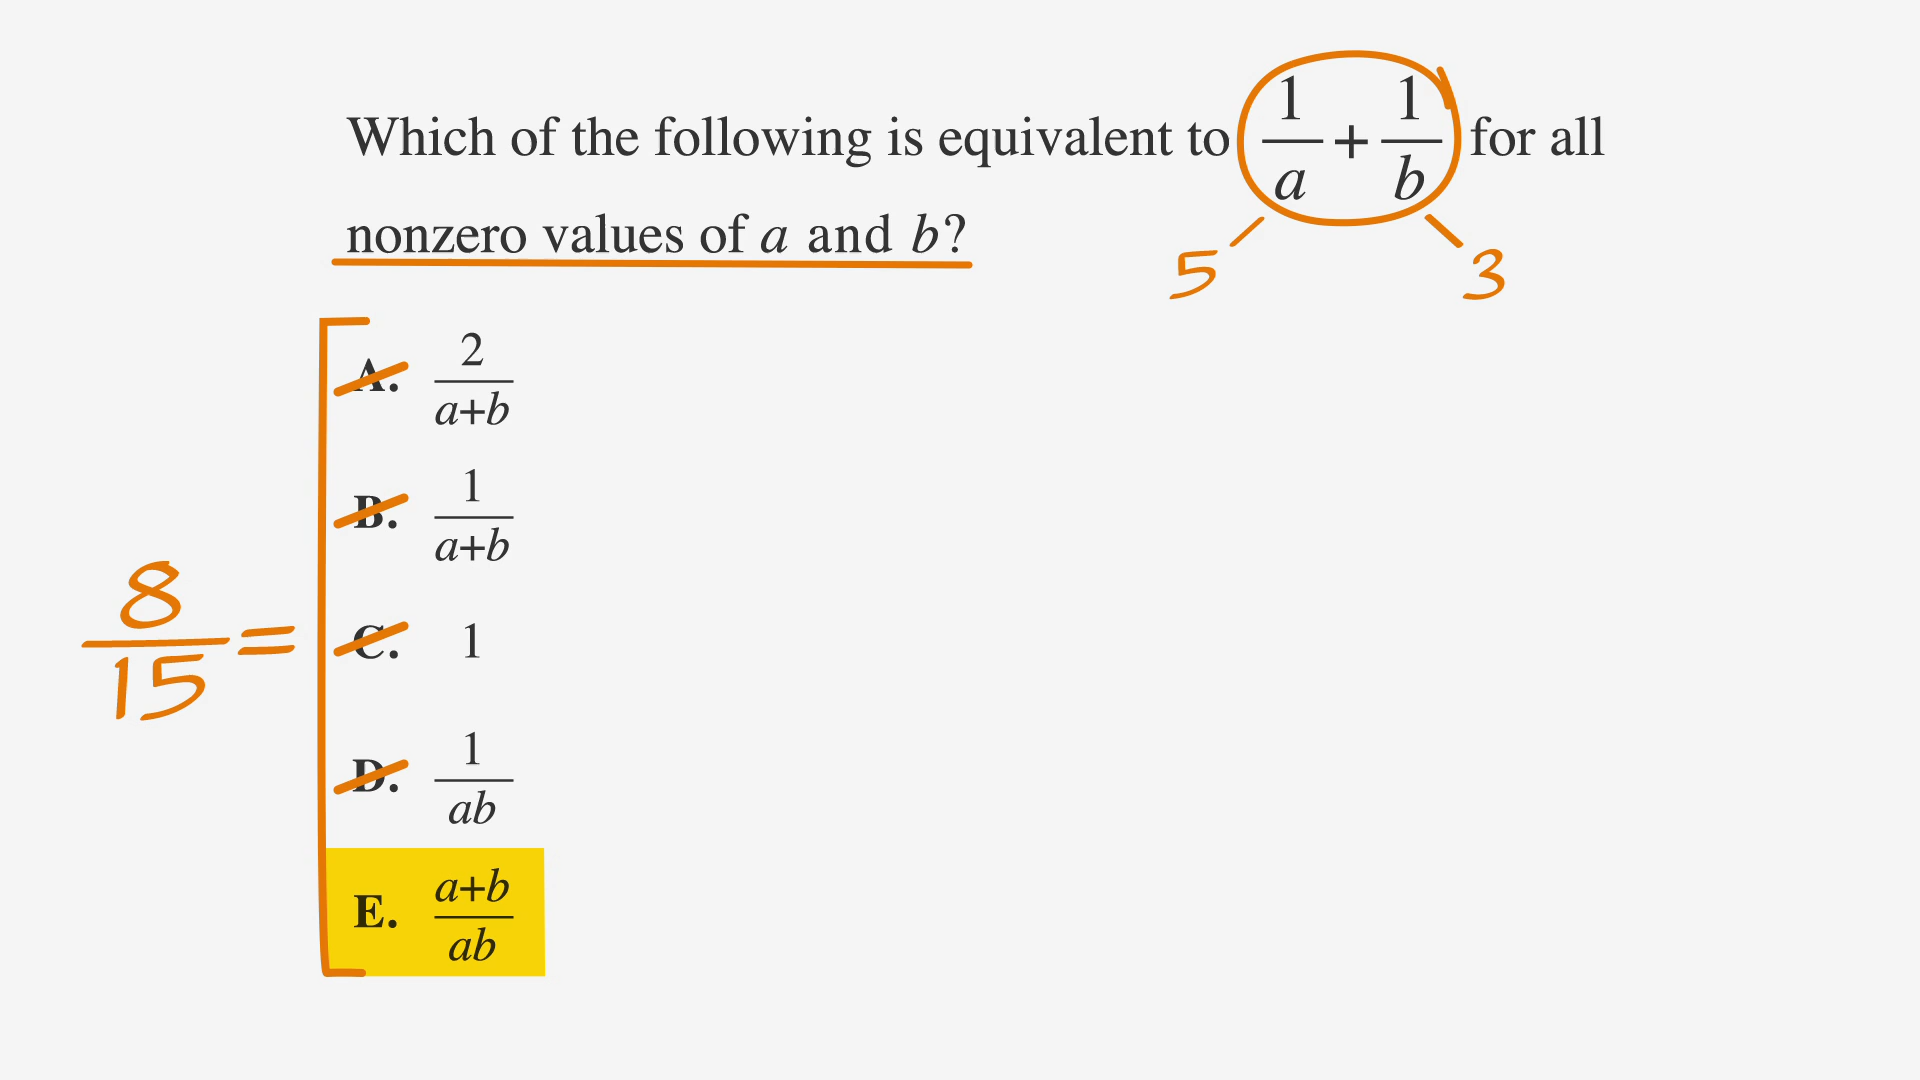 Which of the following is equivalent to 1/a + 1/b for all
nonzero values of a and b?
5 3
A. 2/(a+b)
B. 1/(a+b)
8/15 =
C. 1
D. 1/ab
E. (a+b)/ab